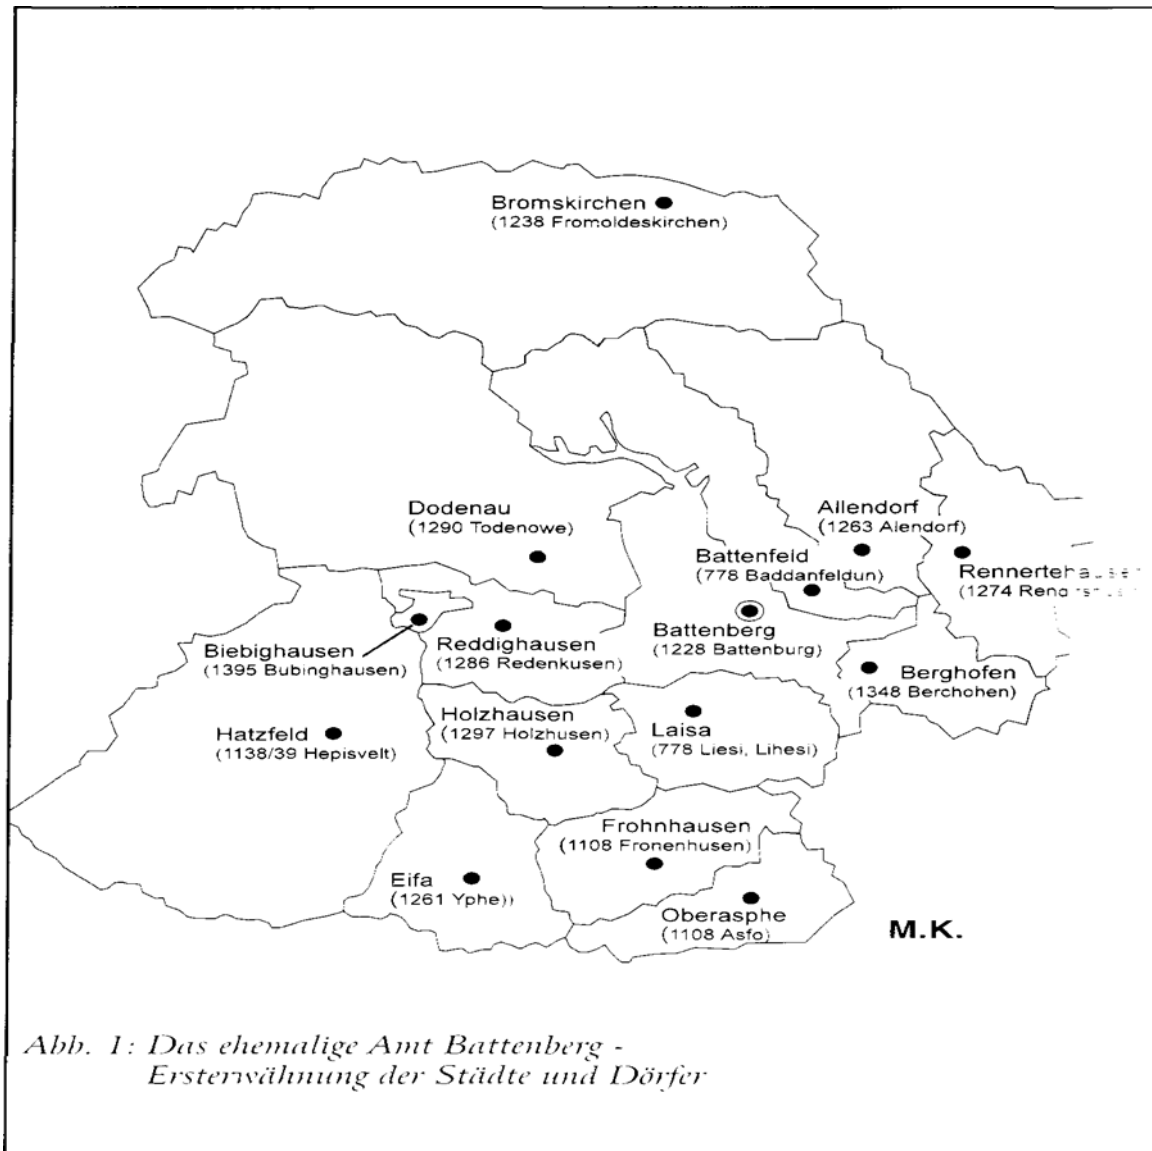 Bromskirchen
(1238 Fromoldeskirchen)
Dodenau
(1290 Todenowe)
Allendorf
(1263 Alendorf)
Battenfeld
(778 Baddanfeldun)
Rennertehausen
(1274
Biebighausen
(1395 Bubinghausen)
Reddighausen
(1286 Redenkusen)
Battenberg
(1228 Battenburg)
Berghofen
(1348 Berchohen)
Hatzfeld
(1138/39 Hepisvelt)
Holzhausen
(1297 Holzhusen)
Laisa
(778 Liesi, Lihesi)
Frohnhausen
(1108 Fronenhusen)
Eifa
(1261 Yphe))
Oberasphe
(1108 Asfo)
M.K.
Abb. 1: Das ehemalige Amt Battenberg -
Ersterwähnung der Städte und Dörfer